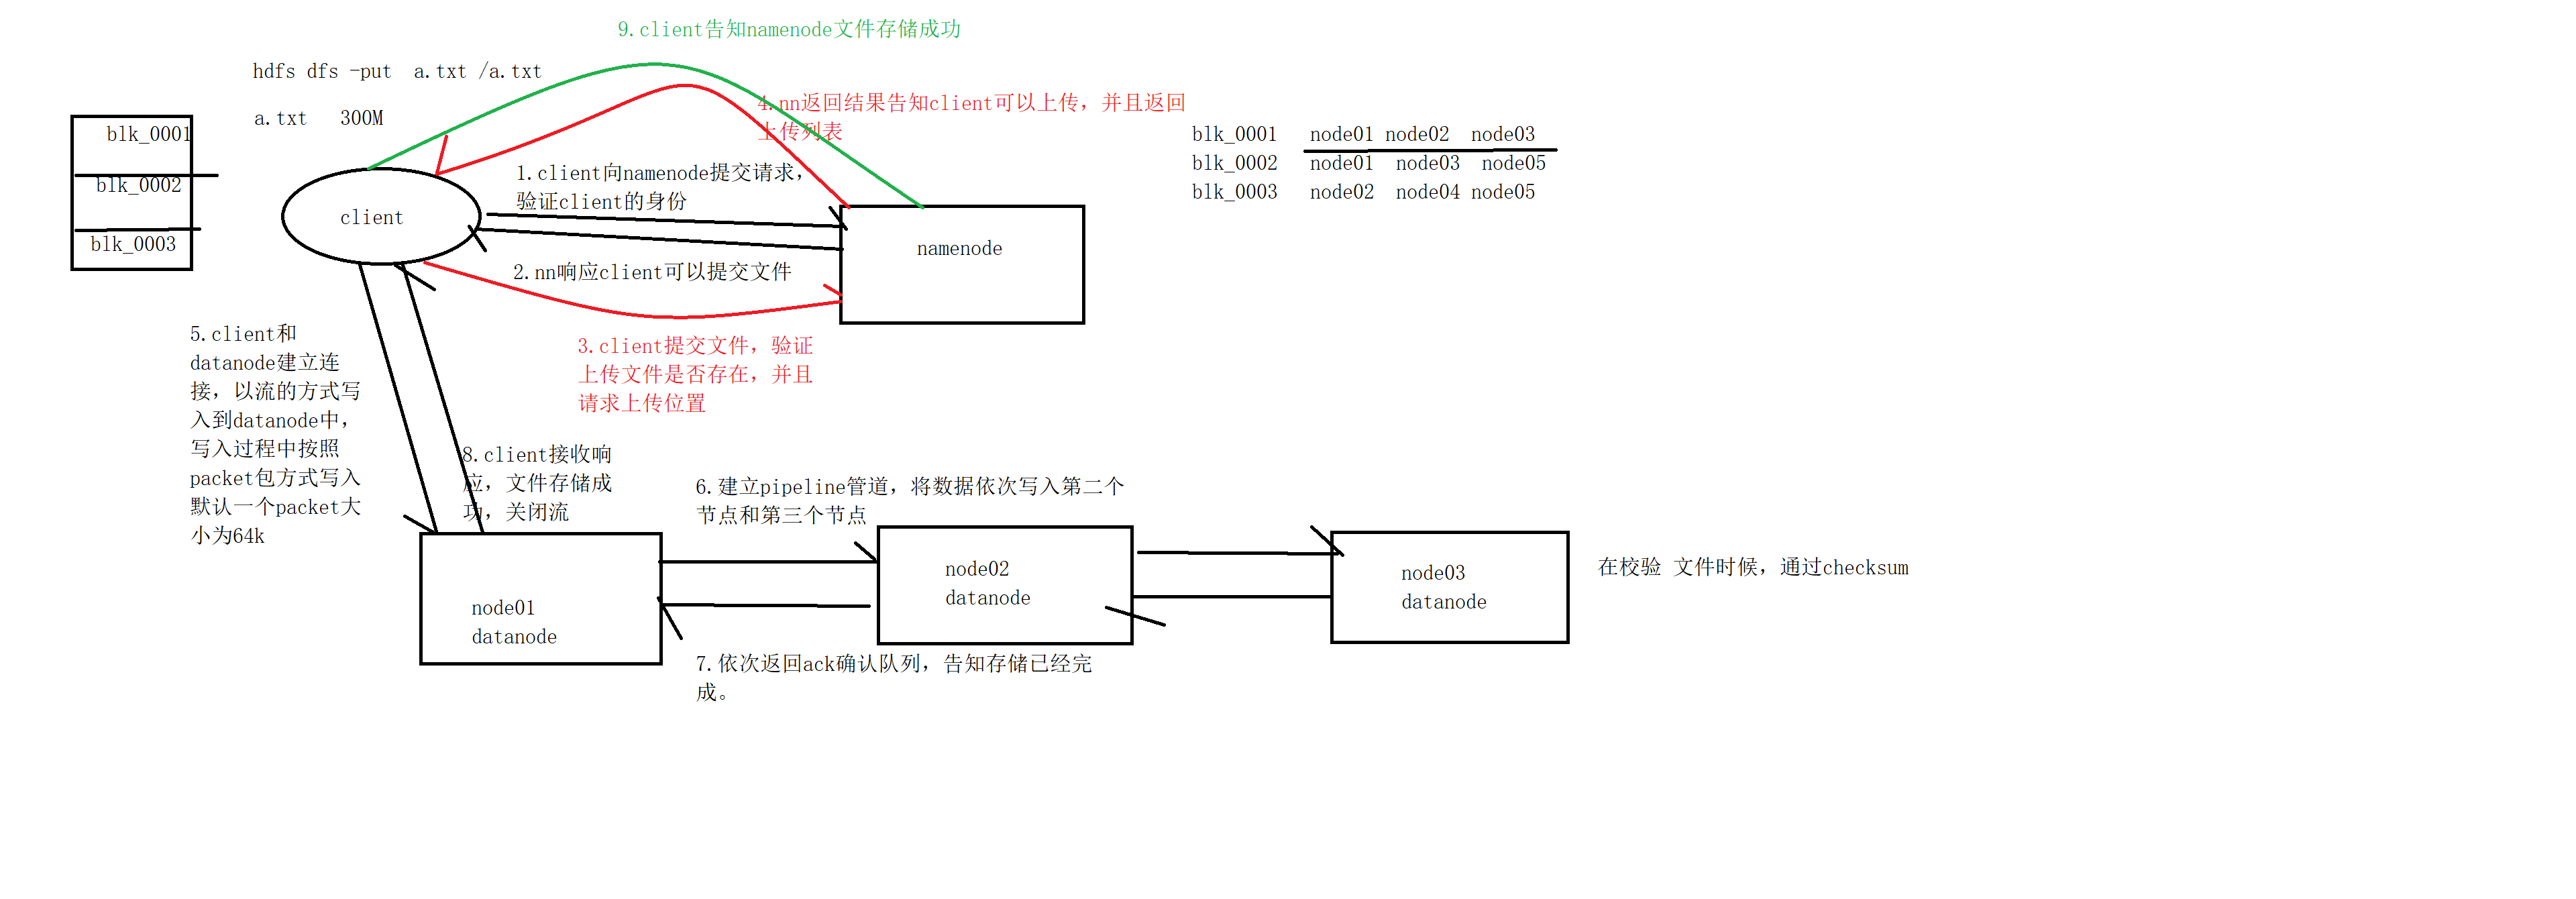 9.client告知namenode文件存储成功
hdfs dfs -put  a.txt /a.txt
a.txt   300M
blk_0001
blk_0002
blk_0003
client
4.nn返回结果告知client可以上传，并且返回
上传列表
blk_0001   node01 node02  node03
blk_0002   node01  node03  node05
blk_0003   node02  node04 node05
1.client向namenode提交请求，
验证client的身份
namenode
2.nn响应client可以提交文件
3.client提交文件，验证
上传文件是否存在，并且
请求上传位置
5.client和
datanode建立连
接，以流的方式写
入到datanode中，
写入过程中按照
packet包方式写入
默认一个packet大
小为64k
8.client接收响
应，文件存储成
功，关闭流
6.建立pipeline管道，将数据依次写入第二个
节点和第三个节点
node01
datanode
node02
datanode
node03
datanode
在校验 文件时候，通过checksum
7.依次返回ack确认队列，告知存储已经完
成。